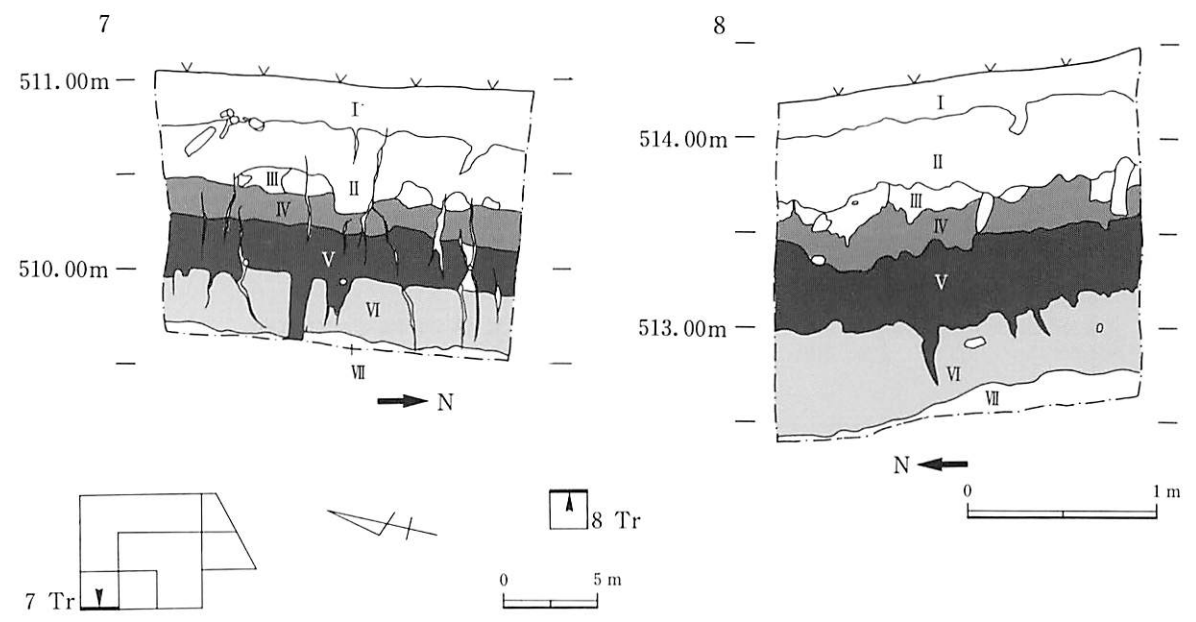 7
511.00m
510.00m
I
II
III
IV
V
VI
VII
N
8
514.00m
513.00m
I
II
III
IV
V
VI
VII
N
0 1 m
7 Tr
8 Tr
0 5 m